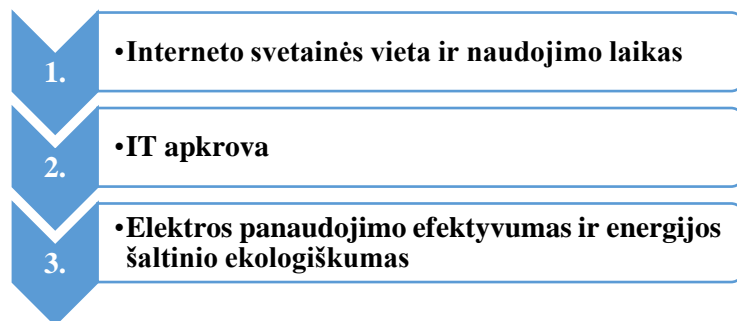 1.
•Interneto svetainės vieta ir naudojimo laikas
2.
•IT apkrova
3.
•Elektros panaudojimo efektyvumas ir energijos
šaltinio ekologiškumas